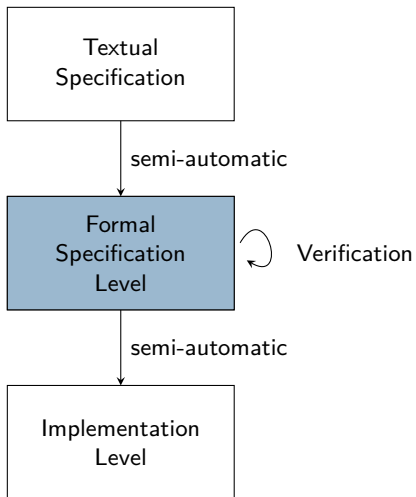 Textual
Specification
semi-automatic
Formal
Specification
Level
Verification
semi-automatic
Implementation
Level